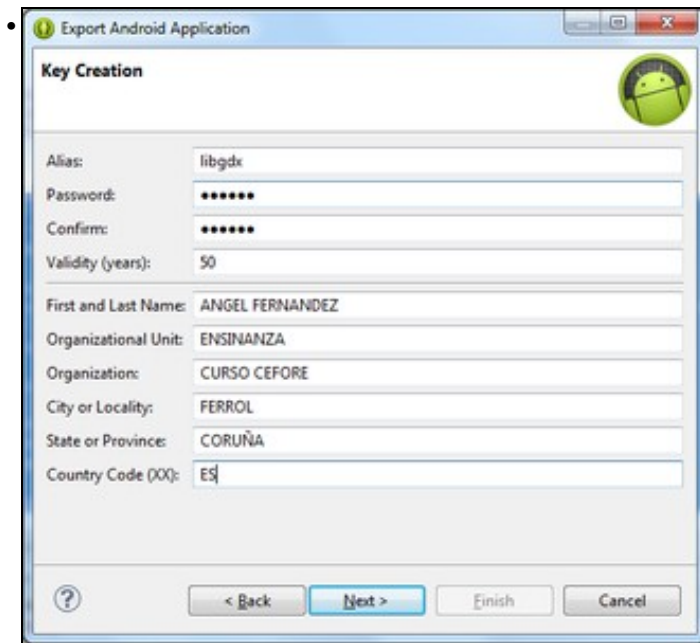 Export Android Application
Key Creation
Alias: libgdx
Password: ●●●●●●
Confirm: ●●●●●●
Validity (years): 50
First and Last Name: ANGEL FERNANDEZ
Organizational Unit: ENSINANZA
Organization: CURSO CEFORE
City or Locality: FERROL
State or Province: CORUÑA
Country Code (XX): ES
? < Back Next > Finish Cancel